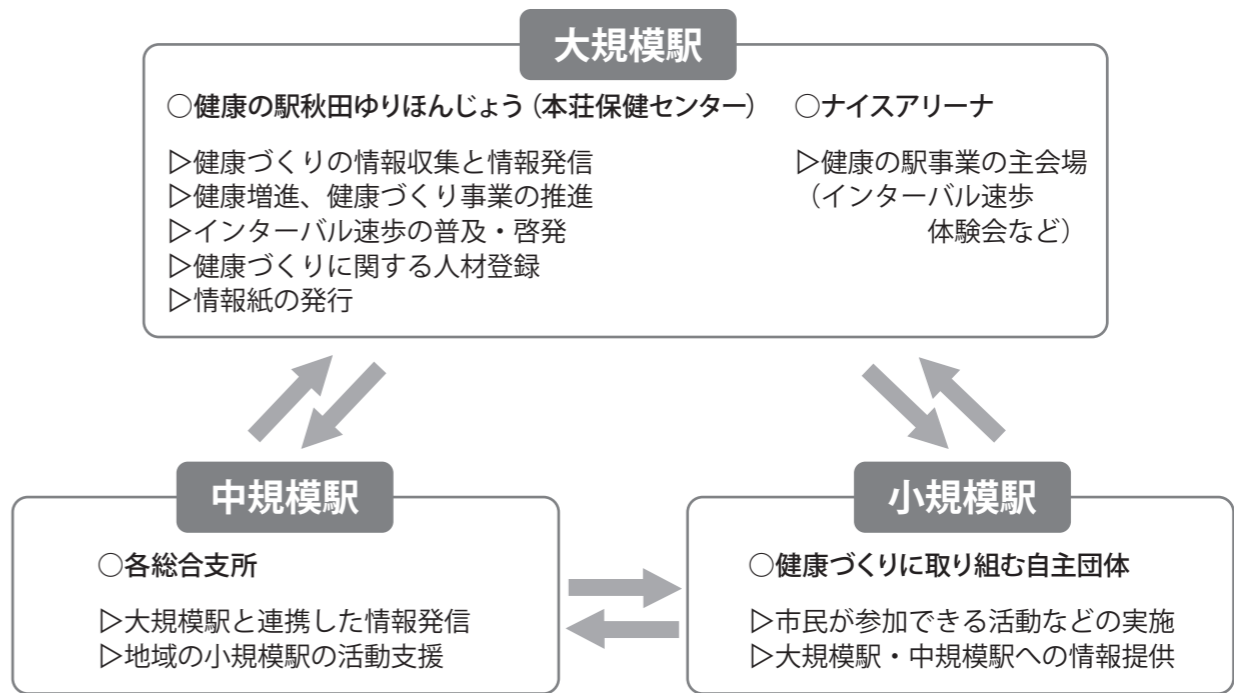 大規模駅
○健康の駅秋田ゆりほんじょう（本荘保健センター）
▷健康づくりの情報収集と情報発信
▷健康増進、健康づくり事業の推進
▷インターバル速歩の普及・啓発
▷健康づくりに関する人材登録
▷情報紙の発行
○ナイスアリーナ
▷健康の駅事業の主会場
（インターバル速歩
体験会など）
中規模駅
○各総合支所
▷大規模駅と連携した情報発信
▷地域の小規模駅の活動支援
小規模駅
○健康づくりに取り組む自主団体
▷市民が参加できる活動などの実施
▷大規模駅・中規模駅への情報提供